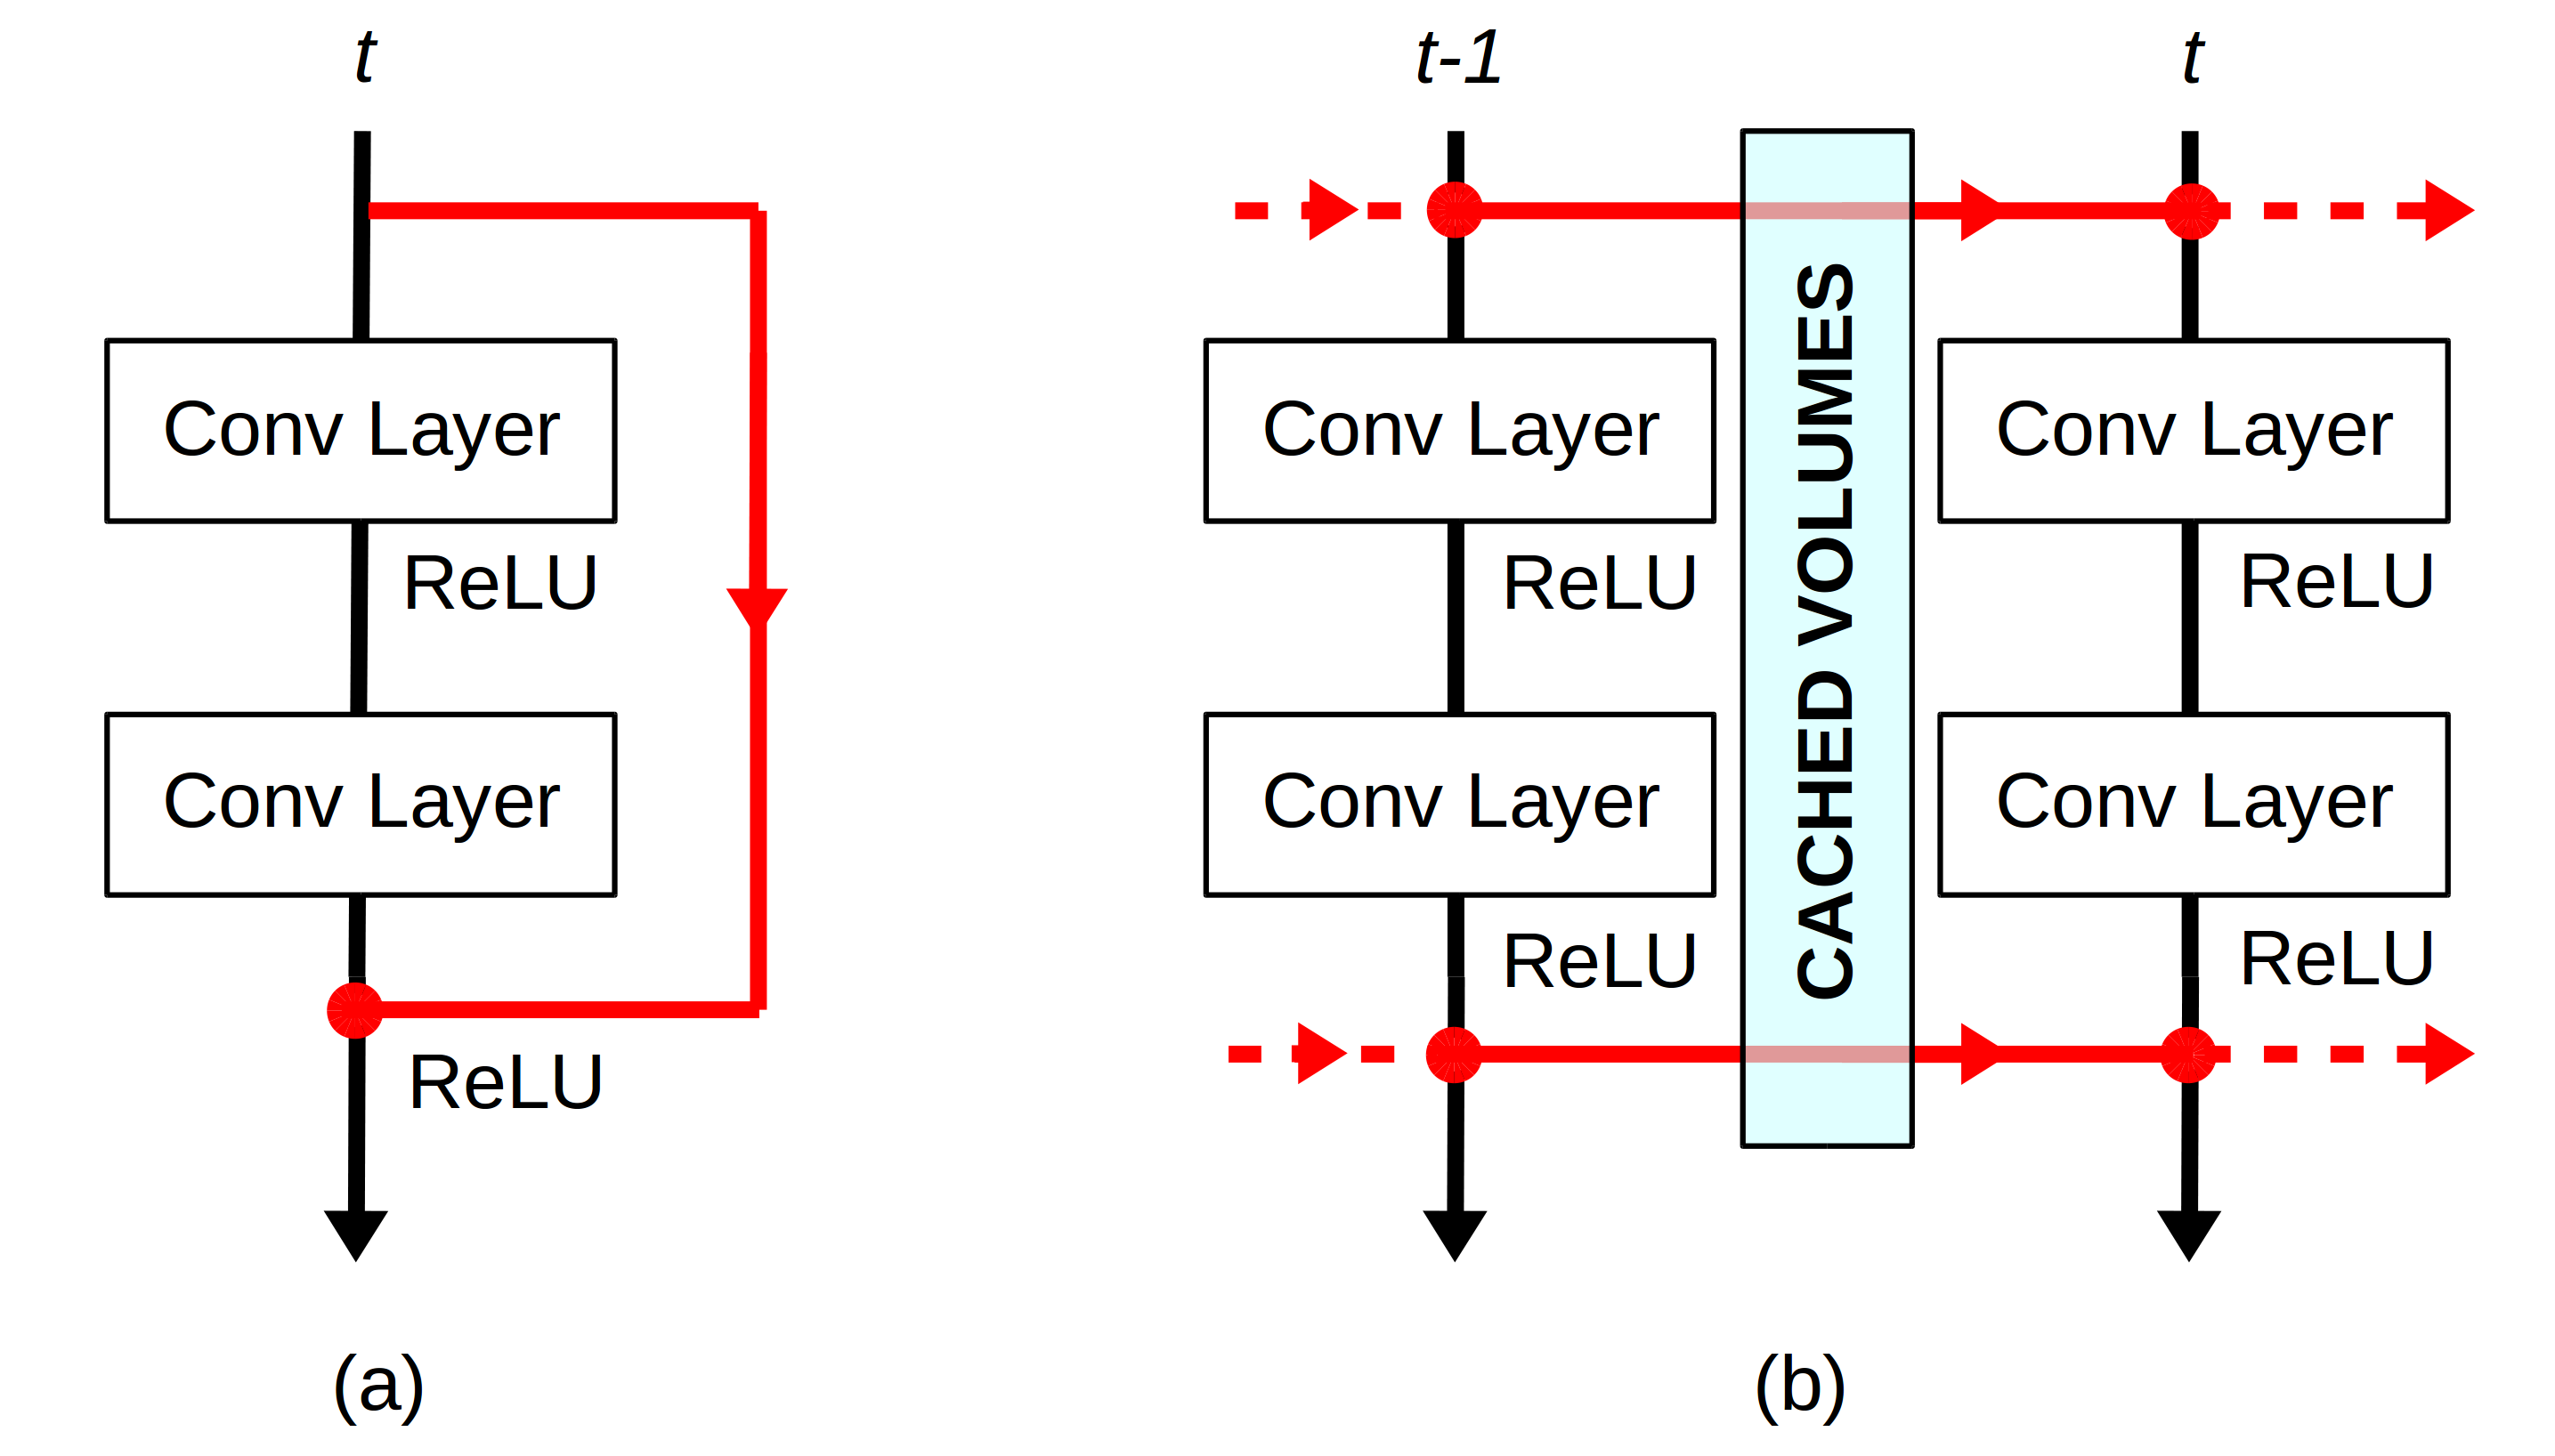 t
Conv Layer
ReLU
Conv Layer
ReLU
(a)
t-1
t
Conv Layer
ReLU
Conv Layer
ReLU
CACHED VOLUMES
Conv Layer
ReLU
Conv Layer
ReLU
(b)